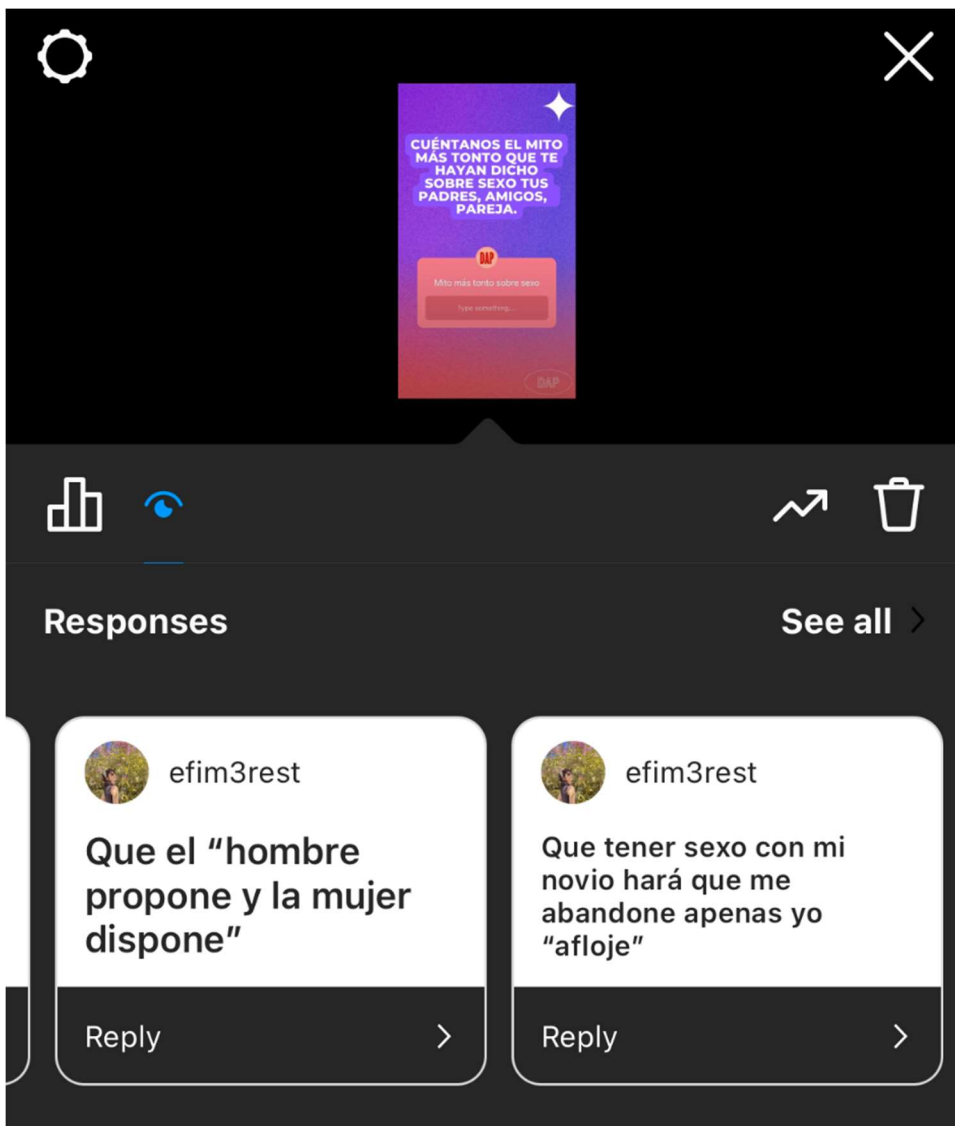 CUÉNTANOS EL MITO
MÁS TONTO QUE TE
HAYAN DICHO
SOBRE SEXO TUS
PADRES, AMIGOS,
PAREJA.
DAP
Mito más tonto sobre sexo
Type something...
DAP
Responses
See all
efim3rest
Que el “hombre
propone y la mujer
dispone”
Reply
efim3rest
Que tener sexo con mi
novio hará que me
abandone apenas yo
“afloje”
Reply